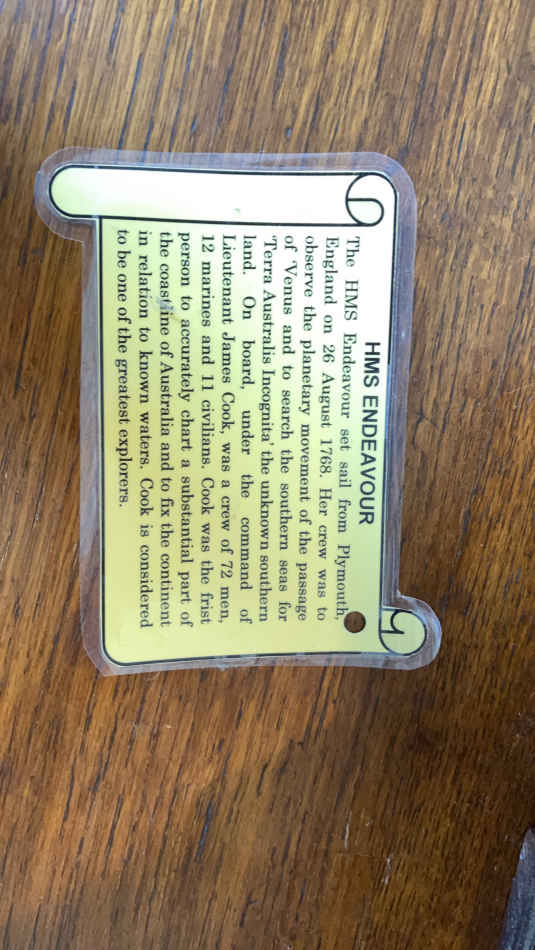 HMS ENDEAVOUR
The HMS Endeavour set sail from Plymouth,
England on 26 August 1768. Her crew was to
observe the planetary movement of the passage
of 'Venus and to search the southern seas for
'Terra Australis Incognita' the unknown southern
land. On board, under the command of
Lieutenant James Cook, was a crew of 72 men,
12 marines and 11 civilians. Cook was the frist
person to accurately chart a substantial part of
the coastline of Australia and to fix the continent
in relation to known waters. Cook is considered
to be one of the greatest explorers.